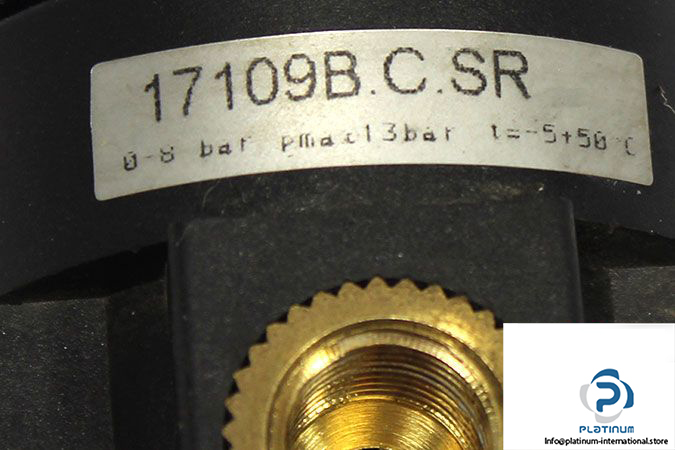 17109B.C.SR
0-8 bar pmax13bar t=-5+50°C
PLATINUM
Info@platinum-international.store